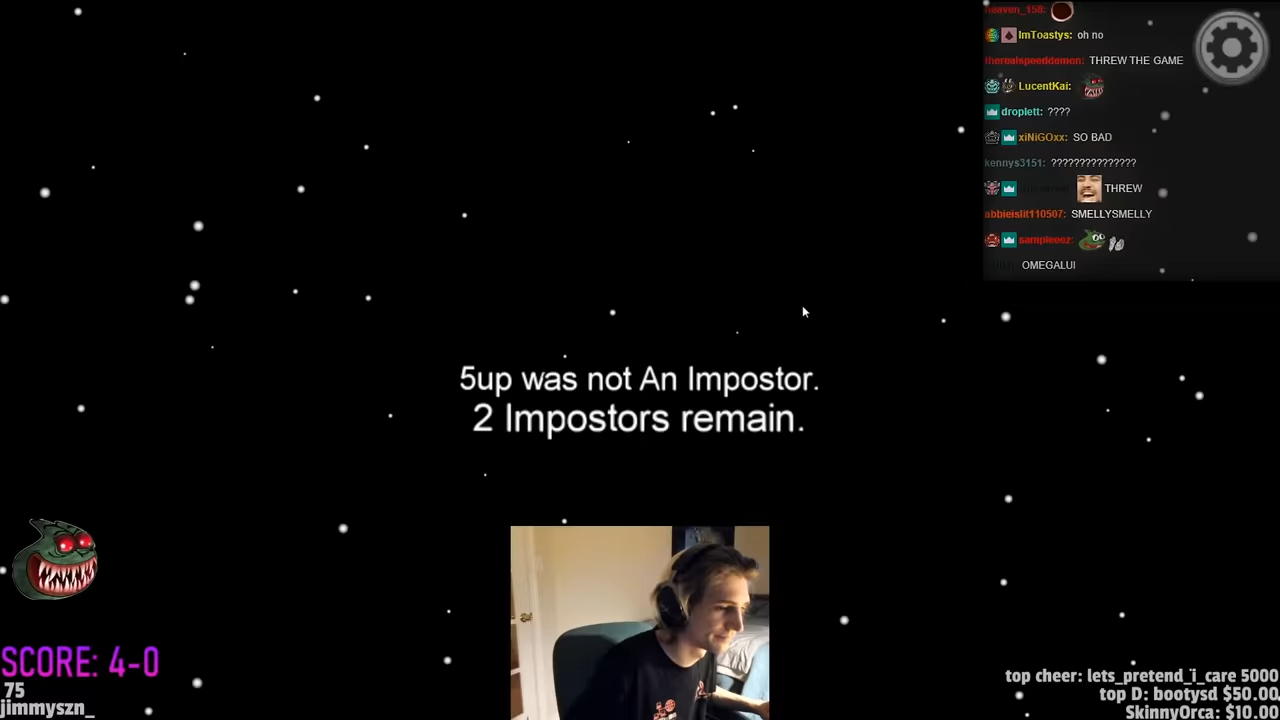 heaven_158:
ImToastys: oh no
therealspeeddemon: THREW THE GAME
LucentKai:
droplett: ????
xiNiGOxx: SO BAD
kennys3151: ???????????????
THREW
abbieislit110507: SMELLYSMELLY
sampleeez:
OMEGALUl
5up was not An Impostor.
2 Impostors remain.
SCORE: 4-0
75
jimmyszn_
top cheer: lets_pretend_i_care 5000
top D: bootysd $50.00
SkinnyOrca: $10.00